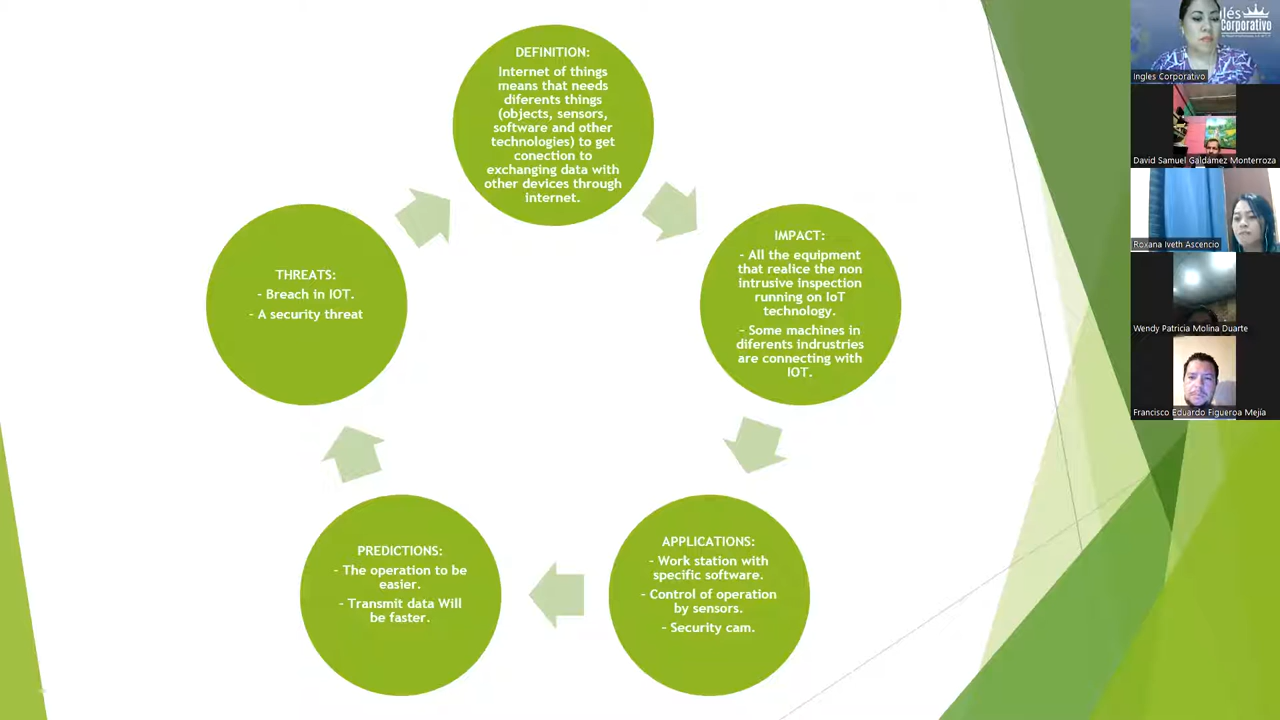 DEFINITION:
Internet of things
means that needs
diferents things
(objects, sensors,
software and other
technologies) to get
conection to
exchanging data with
other devices through
internet.
IMPACT:
- All the equipment
that realice the non
intrusive inspection
running on IoT
technology.
- Some machines in
diferents indrustries
are connecting with
IOT.
APPLICATIONS:
- Work station with
specific software.
- Control of operation
by sensors.
- Security cam.
PREDICTIONS:
- The operation to be
easier.
- Transmit data Will
be faster.
THREATS:
- Breach in IOT.
- A security threat
lés
Corporativo
Ingles Corporativo
David Samuel Galdámez Monterroza
Roxana Iveth Ascencio
Wendy Patricia Molina Duarte
Francisco Eduardo Figueroa Mejía